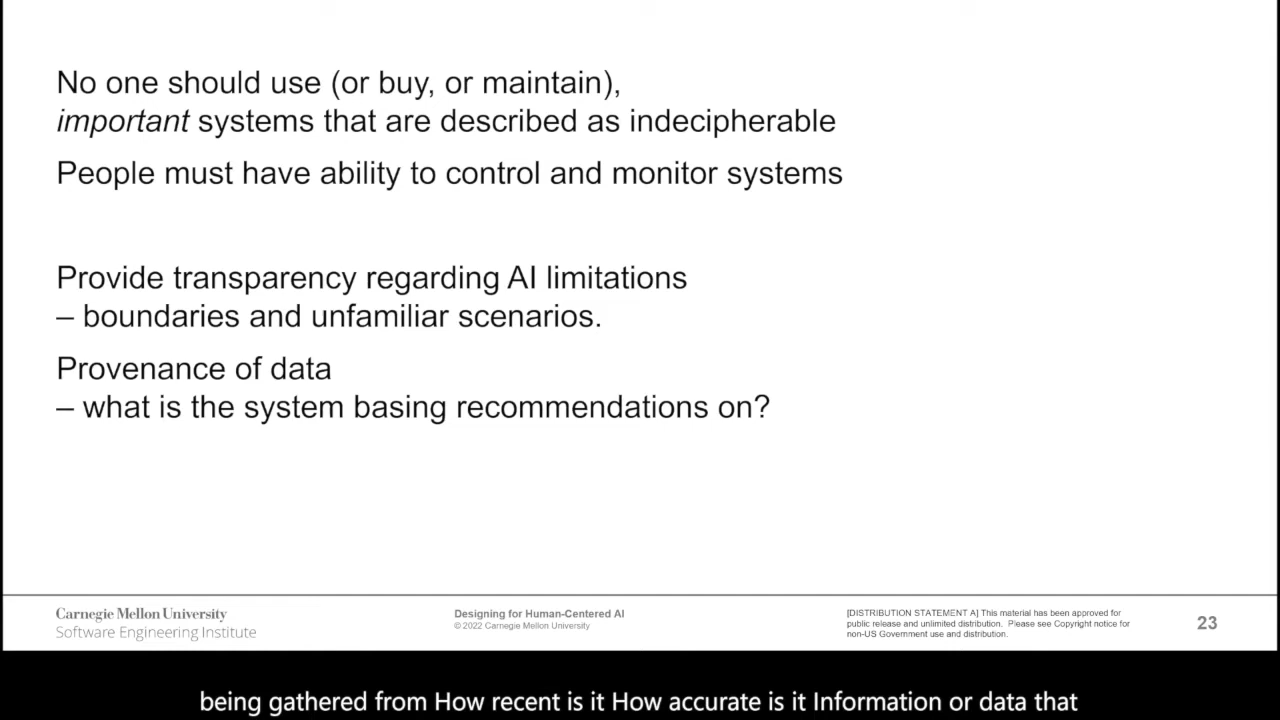 No one should use (or buy, or maintain),
important systems that are described as indecipherable
People must have ability to control and monitor systems
Provide transparency regarding AI limitations
– boundaries and unfamiliar scenarios.
Provenance of data
– what is the system basing recommendations on?
Carnegie Mellon University
Software Engineering Institute
Designing for Human-Centered AI
© 2022 Carnegie Mellon University
[DISTRIBUTION STATEMENT A] This material has been approved for
public release and unlimited distribution. Please see Copyright notice for
non-US Government use and distribution.
23
being gathered from How recent is it How accurate is it Information or data that